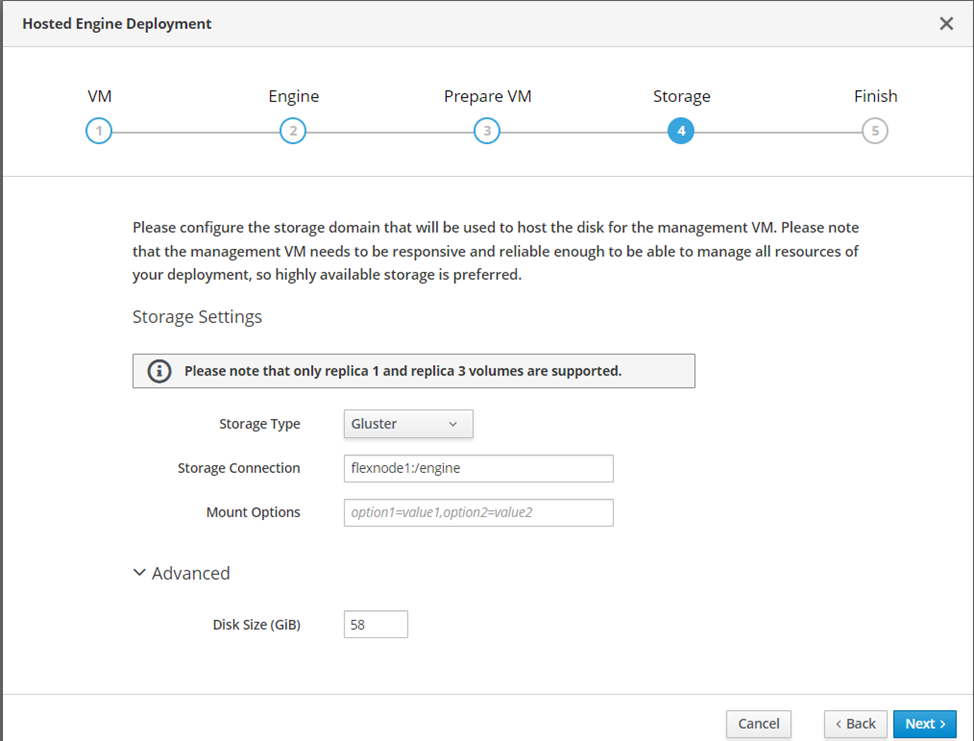 Hosted Engine Deployment
VM
Engine
Prepare VM
Storage
Finish
1
2
3
4
5
Please configure the storage domain that will be used to host the disk for the management VM. Please note
that the management VM needs to be responsive and reliable enough to be able to manage all resources of
your deployment, so highly available storage is preferred.
Storage Settings
Please note that only replica 1 and replica 3 volumes are supported.
Storage Type Gluster
Storage Connection flexnode1:/engine
Mount Options option1=value1,option2=value2
Advanced
Disk Size (GiB) 58
Cancel < Back Next >